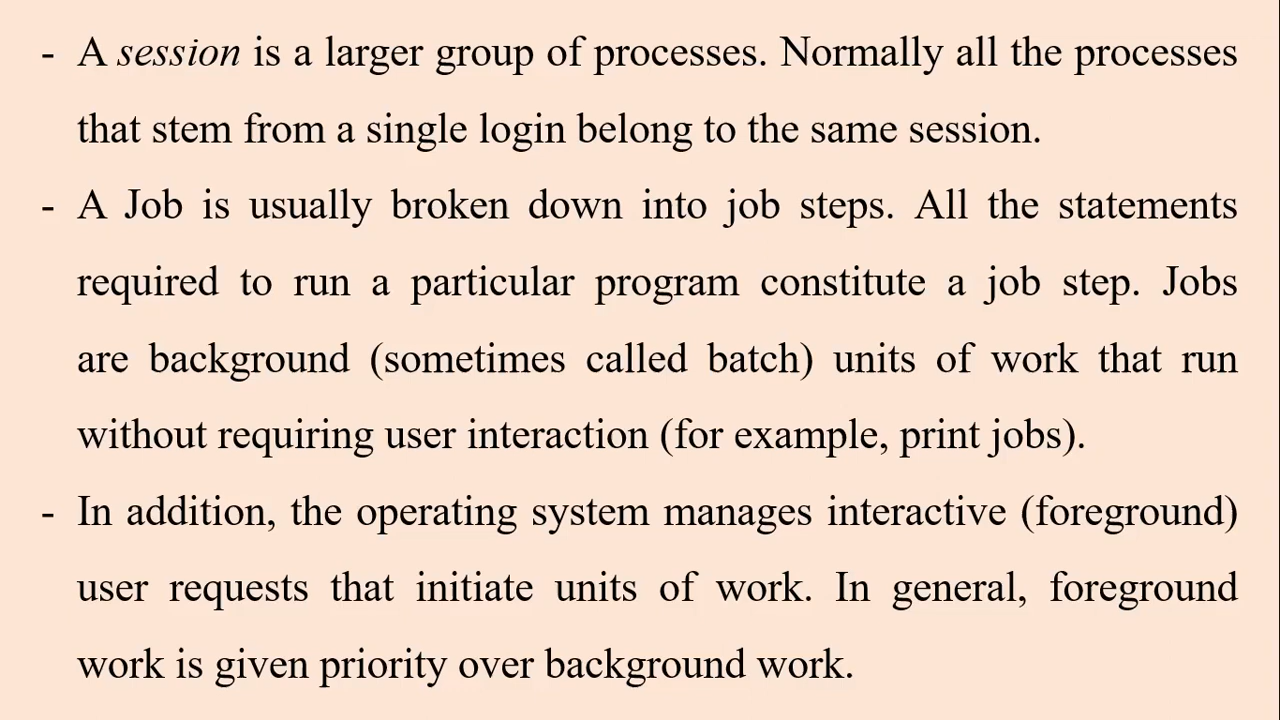 - A session is a larger group of processes. Normally all the processes
that stem from a single login belong to the same session.
- A Job is usually broken down into job steps. All the statements
required to run a particular program constitute a job step. Jobs
are background (sometimes called batch) units of work that run
without requiring user interaction (for example, print jobs).
- In addition, the operating system manages interactive (foreground)
user requests that initiate units of work. In general, foreground
work is given priority over background work.